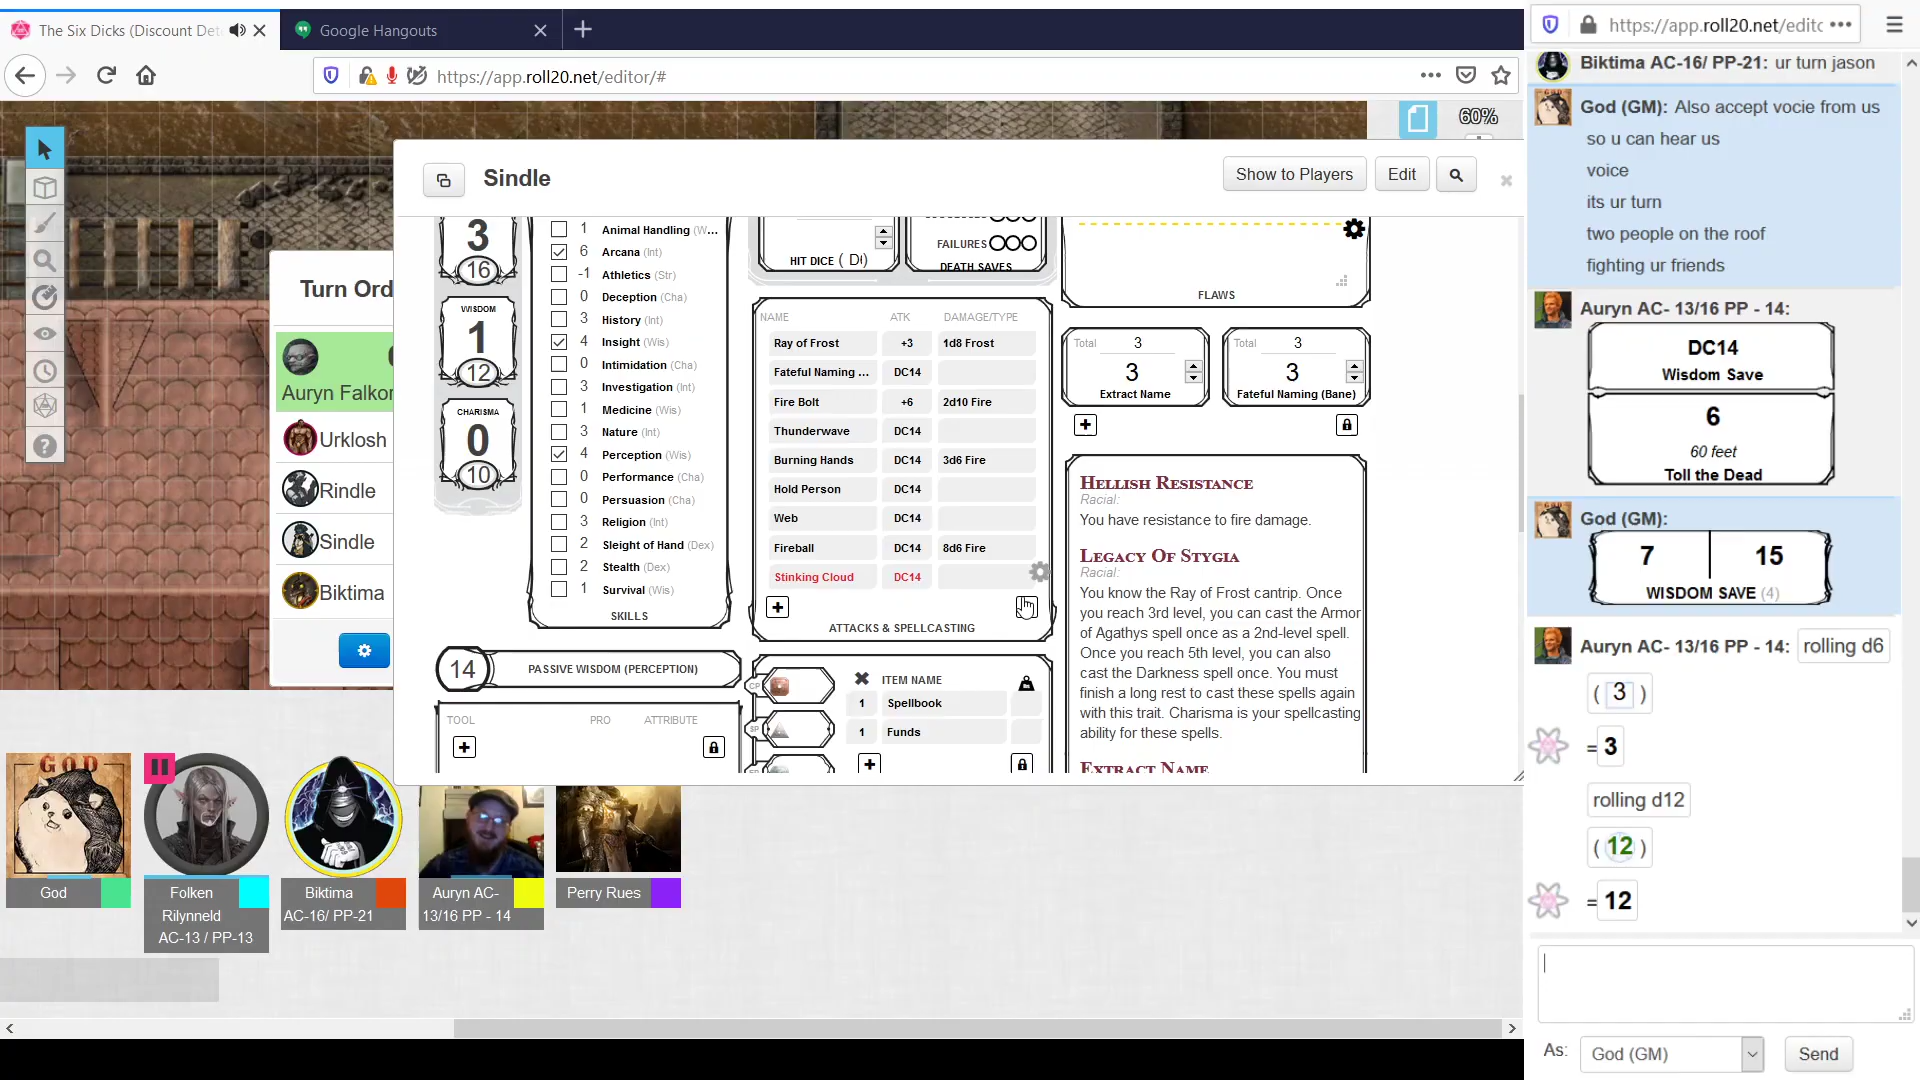 The Six Dicks (Discount Det
Google Hangouts
https://app.roll20.net/editor/#
60%
Sindle
Show to Players
Edit
Turn Ord
Auryn Falkor
Urklosh
Rindle
Sindle
Biktima
3
16
WISDOM
1
12
CHARISMA
0
10
1 Animal Handling (W...
6 Arcana (Int)
-1 Athletics (Str)
0 Deception (Cha)
3 History (Int)
4 Insight (Wis)
0 Intimidation (Cha)
3 Investigation (Int)
1 Medicine (Wis)
3 Nature (Int)
4 Perception (Wis)
0 Performance (Cha)
0 Persuasion (Cha)
3 Religion (Int)
2 Sleight of Hand (Dex)
2 Stealth (Dex)
1 Survival (Wis)
SKILLS
14 PASSIVE WISDOM (PERCEPTION)
TOOL PRO ATTRIBUTE
HIT DICE
FAILURES
DEATH SAVES
NAME ATK DAMAGE/TYPE
Ray of Frost +3 1d8 Frost
Fateful Naming ... DC14
Fire Bolt +6 2d10 Fire
Thunderwave DC14
Burning Hands DC14 3d6 Fire
Hold Person DC14
Web DC14
Fireball DC14 8d6 Fire
Stinking Cloud DC14
ATTACKS & SPELLCASTING
CP
SP
ITEM NAME
1 Spellbook
1 Funds
FLAWS
Total 3
3
Extract Name
Total 3
3
Fateful Naming (Bane)
HELLISH RESISTANCE
Racial:
You have resistance to fire damage.
LEGACY OF STYGIA
Racial:
You know the Ray of Frost cantrip. Once
you reach 3rd level, you can cast the Armor
of Agathys spell once as a 2nd-level spell.
Once you reach 5th level, you can also
cast the Darkness spell once. You must
finish a long rest to cast these spells again
with this trait. Charisma is your spellcasting
ability for these spells.
EXTRACT NAME
GOD
God
Folken
Rilynneld
AC-13 / PP-13
Biktima
AC-16/ PP-21
Auryn AC-
13/16 PP - 14
Perry Rues
https://app.roll20.net/editc
Biktima AC-16/ PP-21: ur turn jason
God (GM): Also accept vocie from us
so u can hear us
voice
its ur turn
two people on the roof
fighting ur friends
Auryn AC- 13/16 PP - 14:
DC14
Wisdom Save
6
60 feet
Toll the Dead
God (GM):
7 15
WISDOM SAVE (4)
Auryn AC- 13/16 PP - 14: rolling d6
( 3 )
=3
rolling d12
( 12 )
=12
As: God (GM) Send